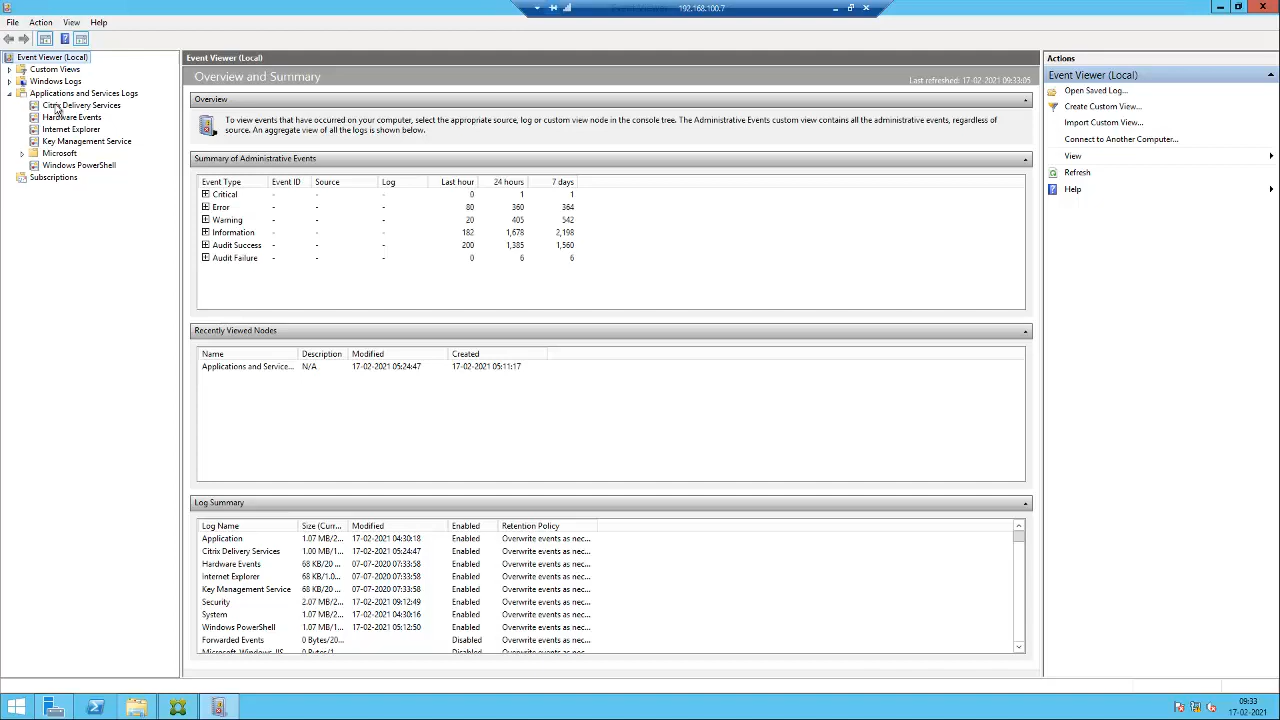 192.168.100.7
File Action View Help
Event Viewer (Local)
Custom Views
Windows Logs
Applications and Services Logs
Citrix Delivery Services
Hardware Events
Internet Explorer
Key Management Service
Microsoft
Windows PowerShell
Subscriptions
Event Viewer (Local)
Overview and Summary
Last refreshed: 17-02-2021 09:33:05
Overview
To view events that have occurred on your computer, select the appropriate source, log or custom view node in the console tree. The Administrative Events custom view contains all the administrative events, regardless of
source. An aggregate view of all the logs is shown below.
Summary of Administrative Events
Event Type Event ID Source Log Last hour 24 hours 7 days
Critical - - - 0 1 1
Error - - - 80 360 364
Warning - - - 20 405 542
Information - - - 182 1,678 2,198
Audit Success - - - 200 1,385 1,560
Audit Failure - - - 0 6 6
Recently Viewed Nodes
Name Description Modified Created
Applications and Service... N/A 17-02-2021 05:24:47 17-02-2021 05:11:17
Log Summary
Log Name Size (Curr... Modified Enabled Retention Policy
Application 1.07 MB/2... 17-02-2021 04:30:18 Enabled Overwrite events as nec...
Citrix Delivery Services 1.00 MB/1... 17-02-2021 05:24:47 Enabled Overwrite events as nec...
Hardware Events 68 KB/20 ... 07-07-2020 07:33:58 Enabled Overwrite events as nec...
Internet Explorer 68 KB/1.0... 07-07-2020 07:33:58 Enabled Overwrite events as nec...
Key Management Service 68 KB/20 ... 07-07-2020 07:33:58 Enabled Overwrite events as nec...
Security 2.07 MB/2... 17-02-2021 09:12:49 Enabled Overwrite events as nec...
System 1.07 MB/2... 17-02-2021 04:30:16 Enabled Overwrite events as nec...
Windows PowerShell 1.07 MB/1... 17-02-2021 05:12:50 Enabled Overwrite events as nec...
Forwarded Events 0 Bytes/20... Disabled Overwrite events as nec...
Microsoft-Windows-IIS... 0 Bytes/1... Disabled Overwrite events as nec...
Actions
Event Viewer (Local)
Open Saved Log...
Create Custom View...
Import Custom View...
Connect to Another Computer...
View
Refresh
Help
09:33
17-02-2021